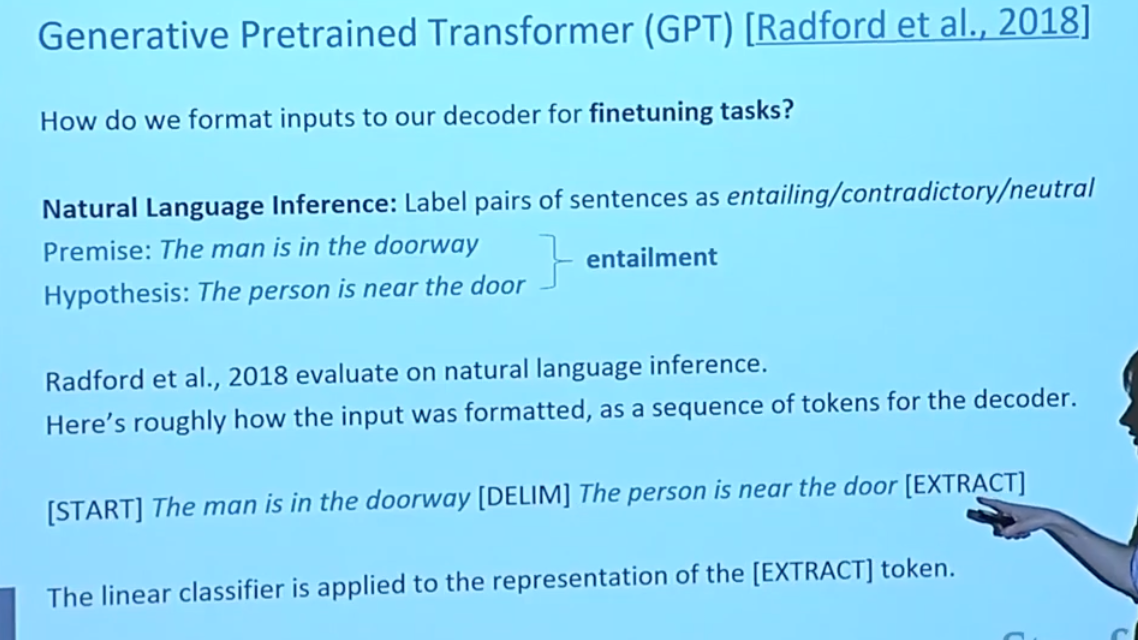 Generative Pretrained Transformer (GPT) [Radford et al., 2018]
How do we format inputs to our decoder for finetuning tasks?
Natural Language Inference: Label pairs of sentences as entailing/contradictory/neutral
Premise: The man is in the doorway
Hypothesis: The person is near the door
entailment
Radford et al., 2018 evaluate on natural language inference.
Here's roughly how the input was formatted, as a sequence of tokens for the decoder.
[START] The man is in the doorway [DELIM] The person is near the door [EXTRACT]
The linear classifier is applied to the representation of the [EXTRACT] token.